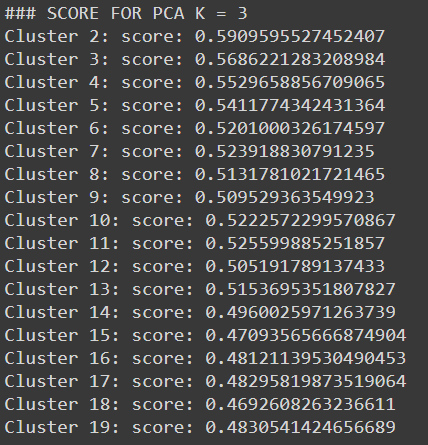 ### SCORE FOR PCA K = 3
Cluster 2: score: 0.5909595527452407
Cluster 3: score: 0.5686221283208984
Cluster 4: score: 0.5529658856709065
Cluster 5: score: 0.5411774342431364
Cluster 6: score: 0.5201000326174597
Cluster 7: score: 0.523918830791235
Cluster 8: score: 0.5131781021721465
Cluster 9: score: 0.509529363549923
Cluster 10: score: 0.5222572299570867
Cluster 11: score: 0.525599885251857
Cluster 12: score: 0.505191789137433
Cluster 13: score: 0.5153695351807827
Cluster 14: score: 0.4960025971263739
Cluster 15: score: 0.47093565666874904
Cluster 16: score: 0.48121139530490453
Cluster 17: score: 0.48295819873519064
Cluster 18: score: 0.4692608263236611
Cluster 19: score: 0.4830541424656689